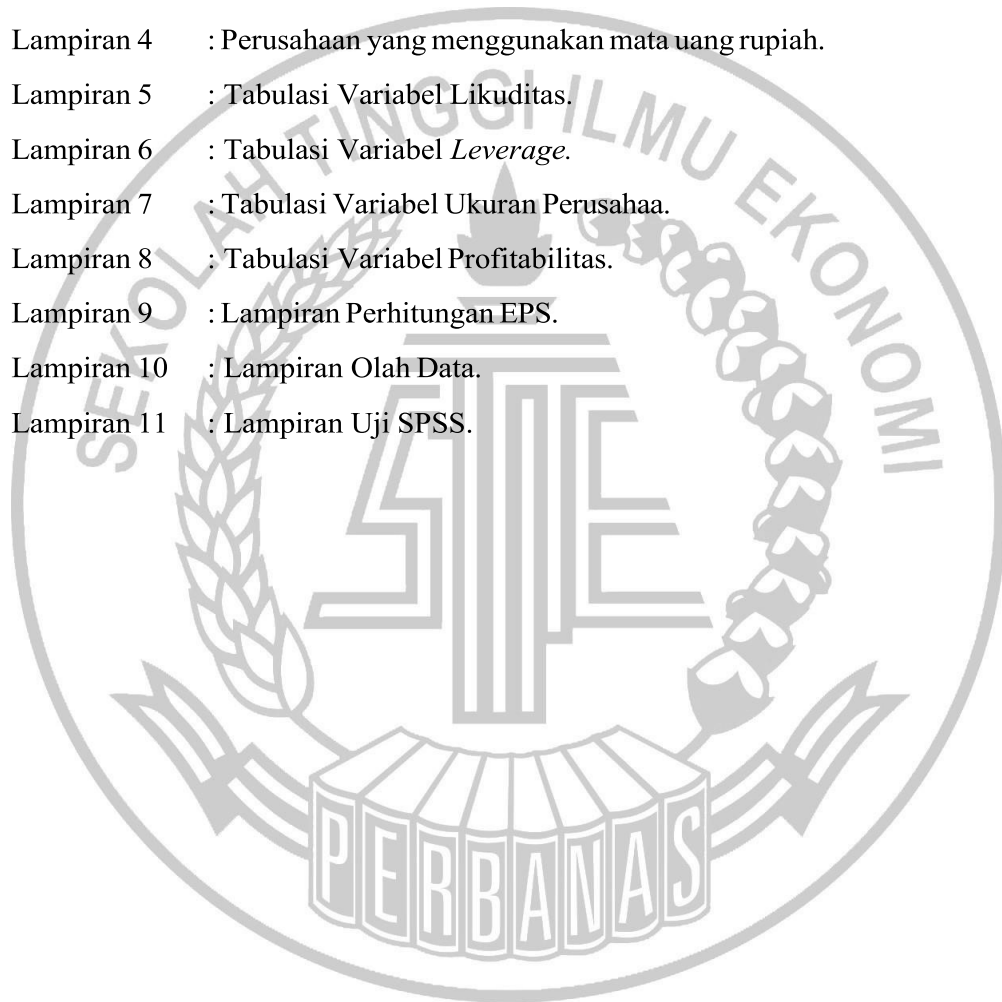 Lampiran 4 : Perusahaan yang menggunakan mata uang rupiah.
Lampiran 5 : Tabulasi Variabel Likuditas.
Lampiran 6 : Tabulasi Variabel Leverage.
Lampiran 7 : Tabulasi Variabel Ukuran Perusahaa.
Lampiran 8 : Tabulasi Variabel Profitabilitas.
Lampiran 9 : Lampiran Perhitungan EPS.
Lampiran 10 : Lampiran Olah Data.
Lampiran 11 : Lampiran Uji SPSS.
SEKOLAH TINGGI ILMU EKONOMI
STIE
PERBANAS